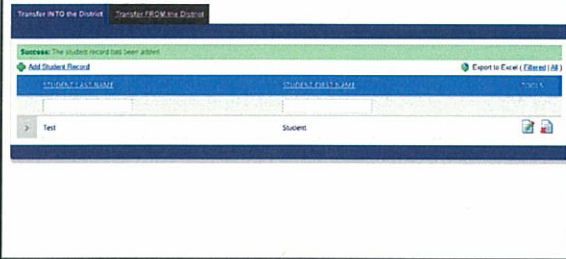 Transfer INTO the District Transfer FROM the District
Success: The student record has been added.
Add Student Record Export to Excel ( Filtered | All )
STUDENT LAST NAME STUDENT FIRST NAME TOOLS
> Test Student